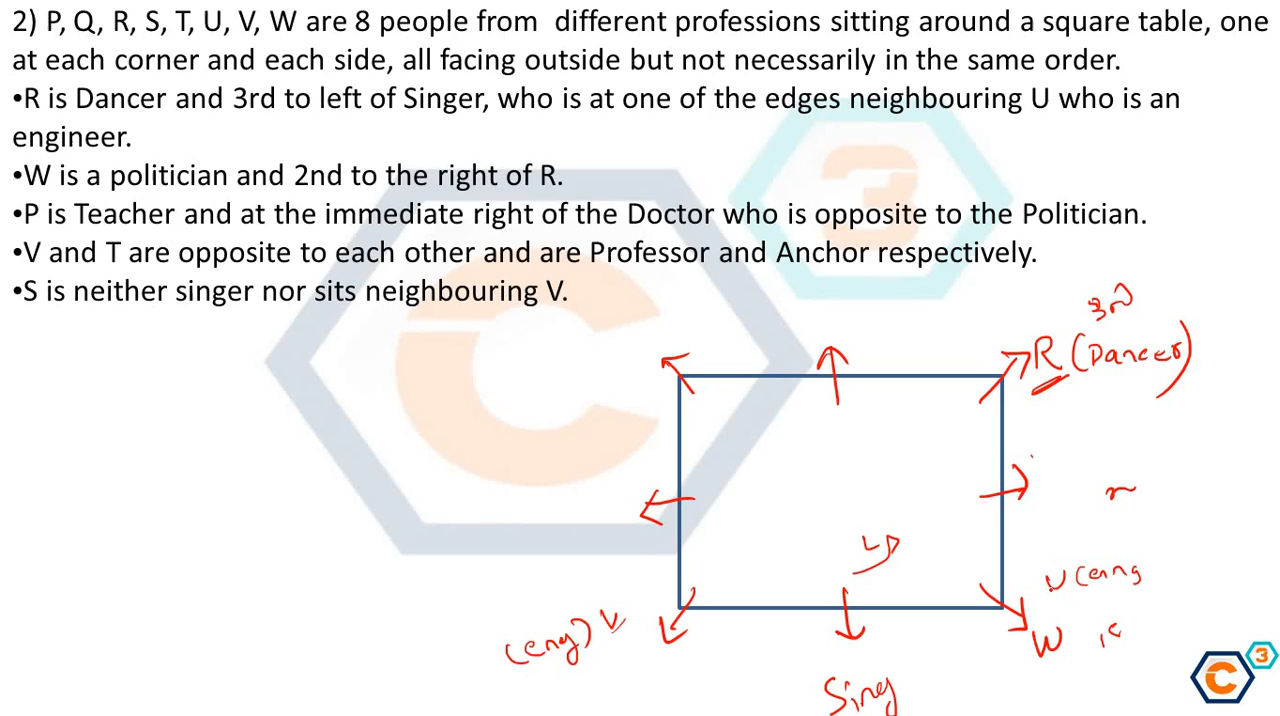 2) P, Q, R, S, T, U, V, W are 8 people from different professions sitting around a square table, one
at each corner and each side, all facing outside but not necessarily in the same order.
•R is Dancer and 3rd to left of Singer, who is at one of the edges neighbouring U who is an
engineer.
•W is a politician and 2nd to the right of R.
•P is Teacher and at the immediate right of the Doctor who is opposite to the Politician.
•V and T are opposite to each other and are Professor and Anchor respectively.
•S is neither singer nor sits neighbouring V.
3rd
R (Dancer)
U (eng
(eng) U
W
Sing
C 3